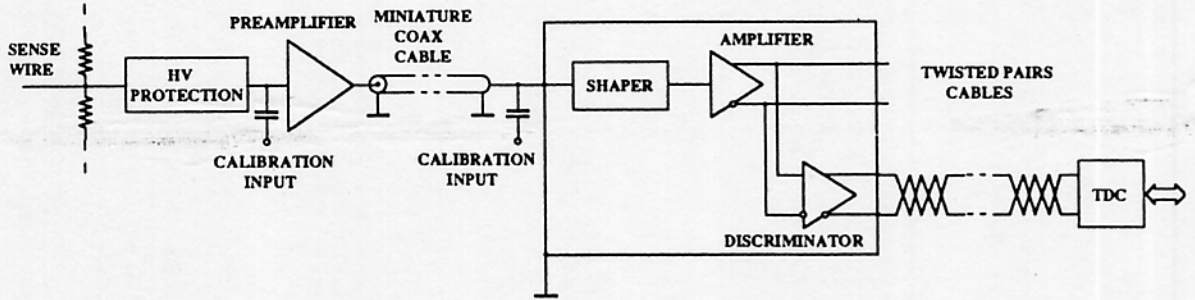 SENSE
WIRE
HV
PROTECTION
CALIBRATION
INPUT
PREAMPLIFIER
MINIATURE
COAX
CABLE
CALIBRATION
INPUT
SHAPER
AMPLIFIER
TWISTED PAIRS
CABLES
DISCRIMINATOR
TDC